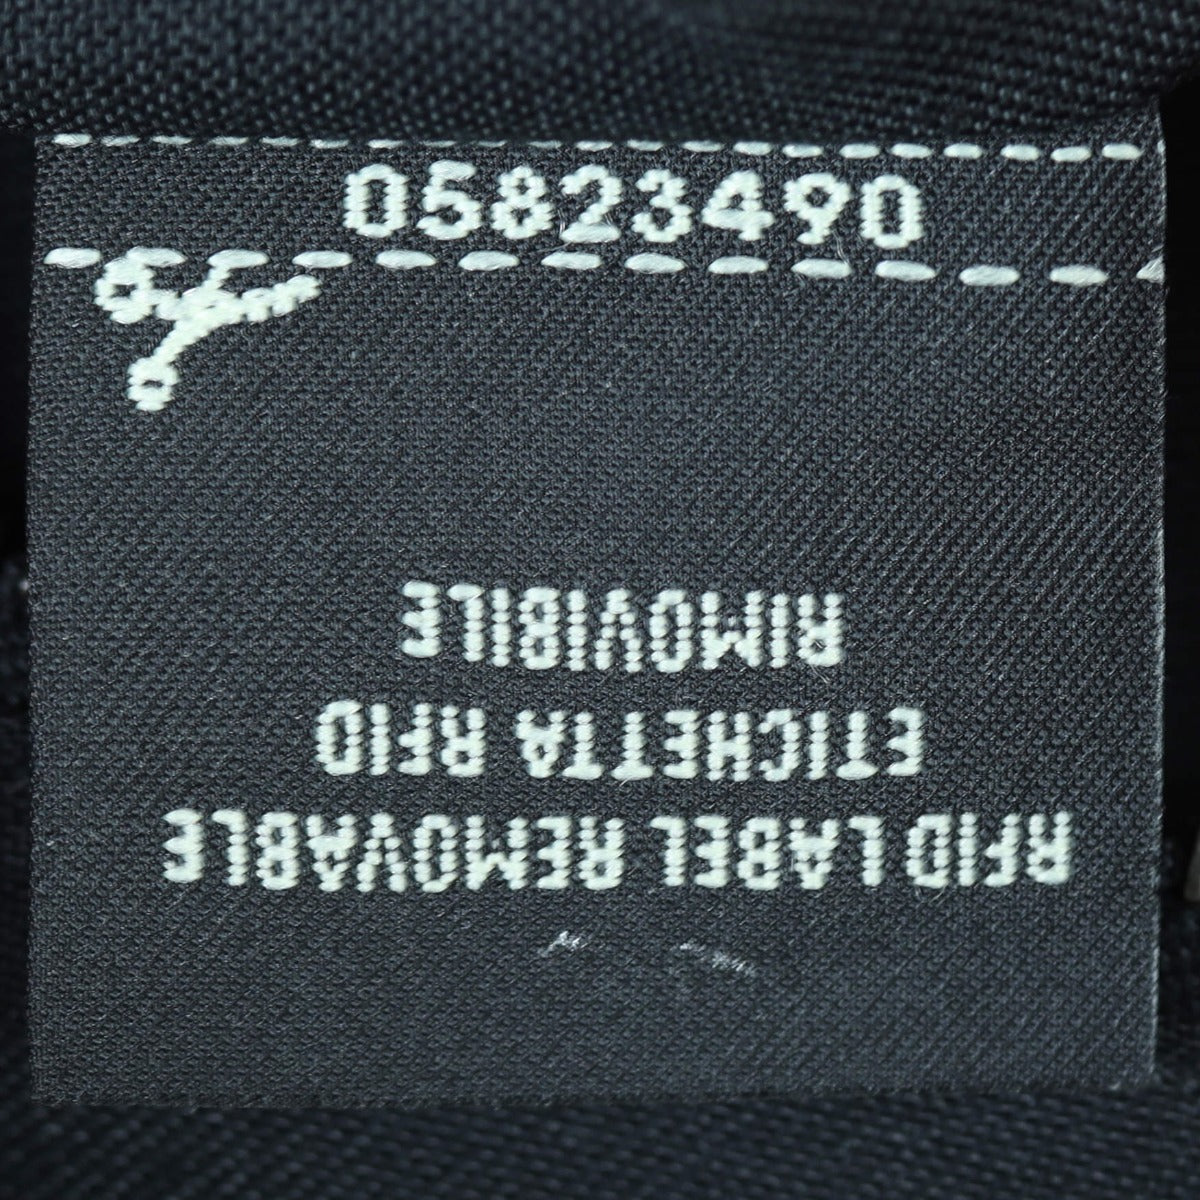 05823490
RFID LABEL REMOVABLE
ETICHETTA RFID
RIMOVIBILE